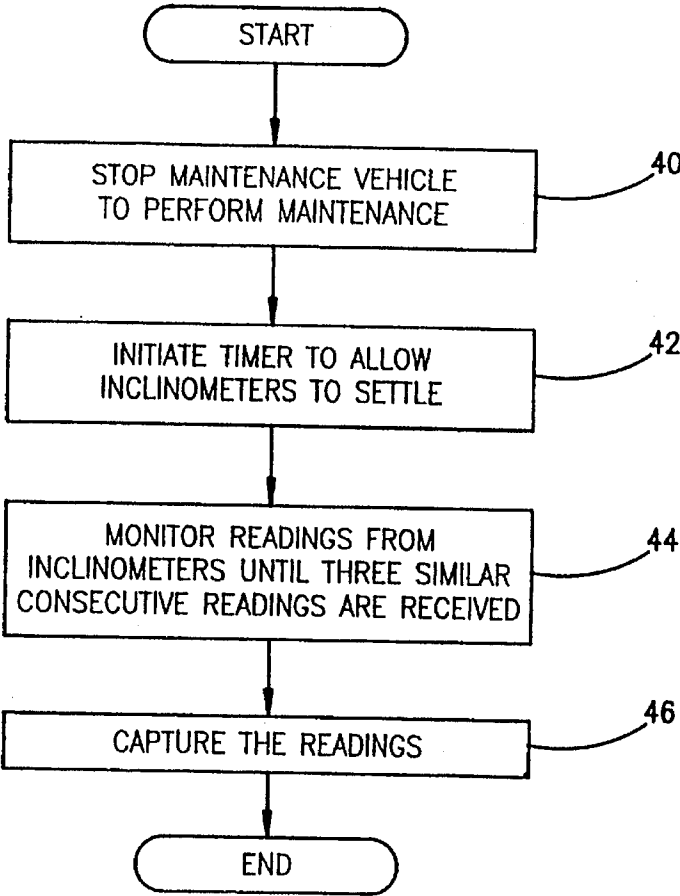 START
STOP MAINTENANCE VEHICLE
TO PERFORM MAINTENANCE
40
INITIATE TIMER TO ALLOW
INCLINOMETERS TO SETTLE
42
MONITOR READINGS FROM
INCLINOMETERS UNTIL THREE SIMILAR
CONSECUTIVE READINGS ARE RECEIVED
44
CAPTURE THE READINGS
46
END